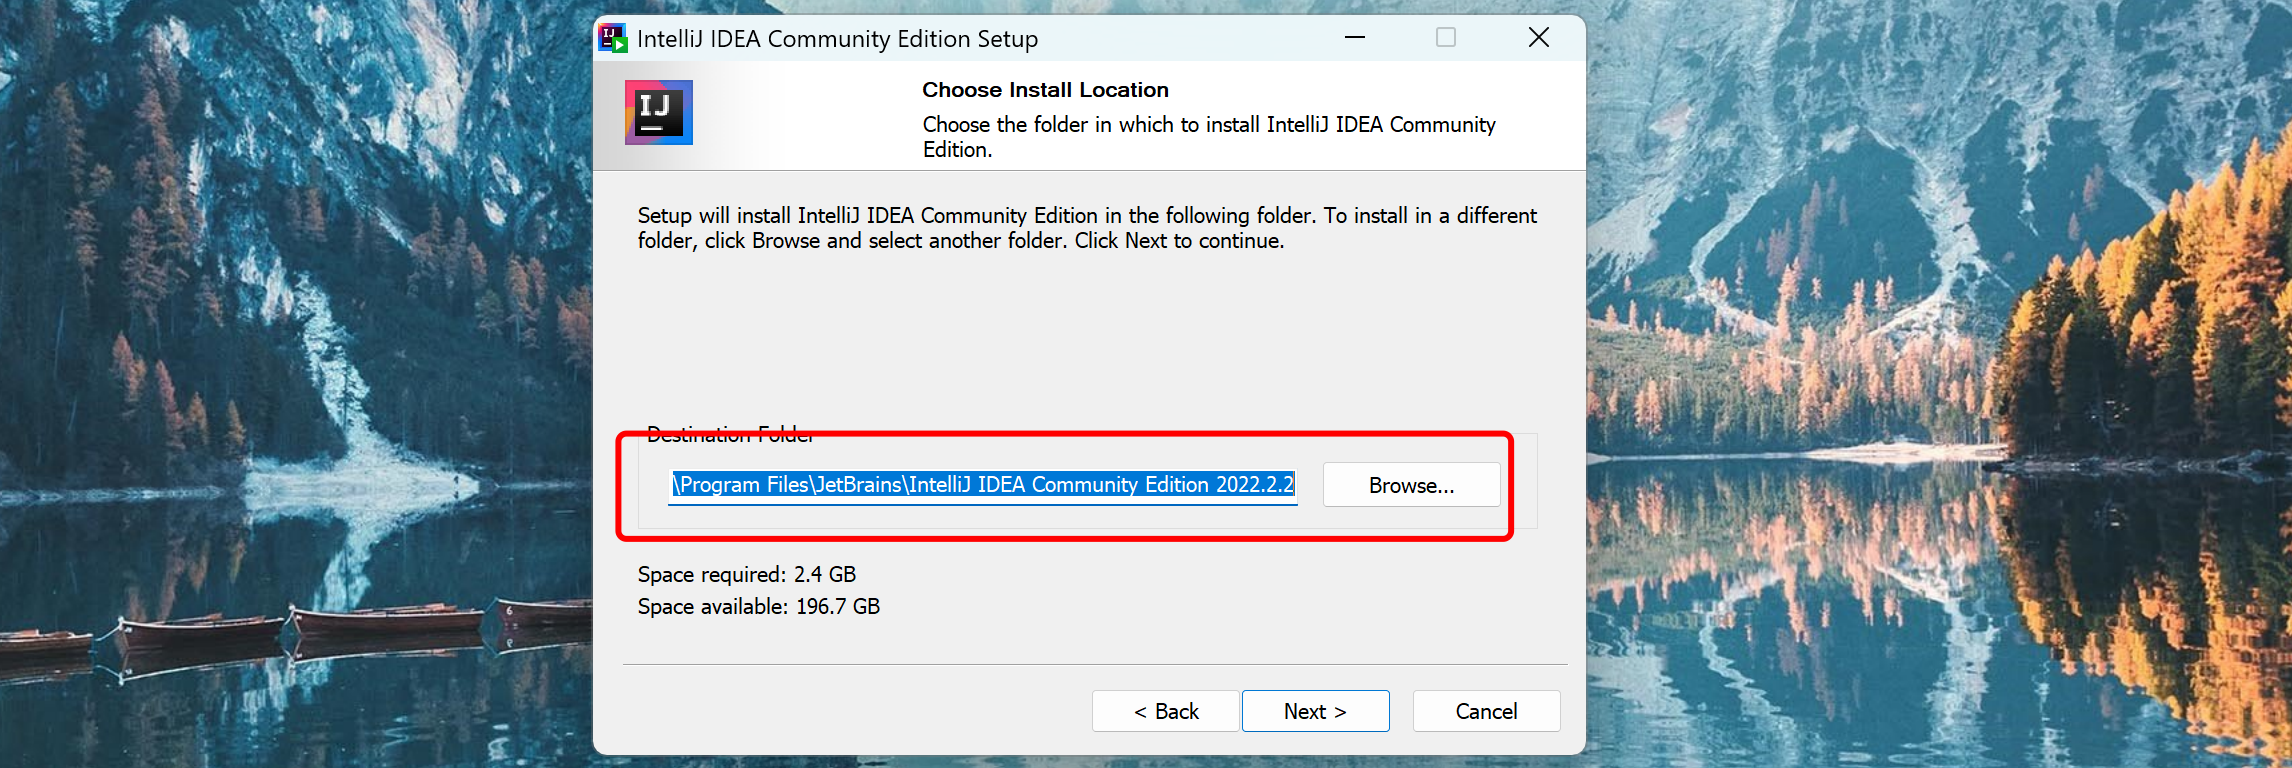 IntelliJ IDEA Community Edition Setup
IJ
Choose Install Location
Choose the folder in which to install IntelliJ IDEA Community
Edition.
Setup will install IntelliJ IDEA Community Edition in the following folder. To install in a different
folder, click Browse and select another folder. Click Next to continue.
Destination Folder
\Program Files\JetBrains\IntelliJ IDEA Community Edition 2022.2.2
Browse...
Space required: 2.4 GB
Space available: 196.7 GB
6
< Back
Next >
Cancel